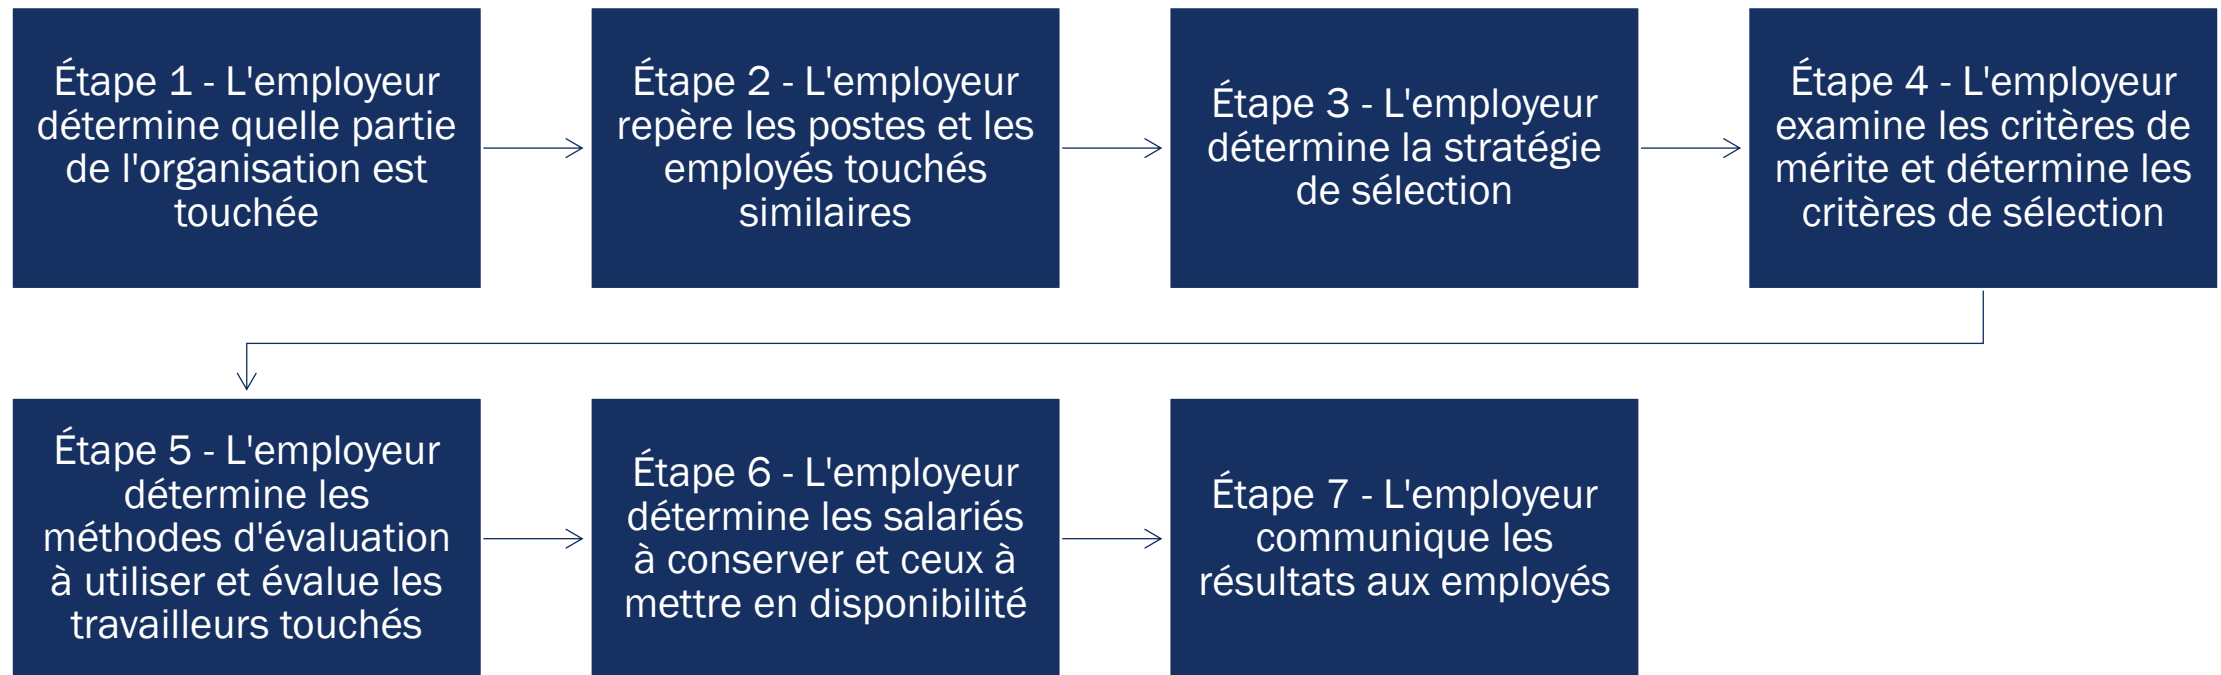 Étape 1 - L'employeur
détermine quelle partie
de l'organisation est
touchée
Étape 2 - L'employeur
repère les postes et les
employés touchés
similaires
Étape 3 - L'employeur
détermine la stratégie
de sélection
Étape 4 - L'employeur
examine les critères de
mérite et détermine les
critères de sélection
Étape 5 - L'employeur
détermine les
méthodes d'évaluation
à utiliser et évalue les
travailleurs touchés
Étape 6 - L'employeur
détermine les salariés
à conserver et ceux à
mettre en disponibilité
Étape 7 - L'employeur
communique les
résultats aux employés